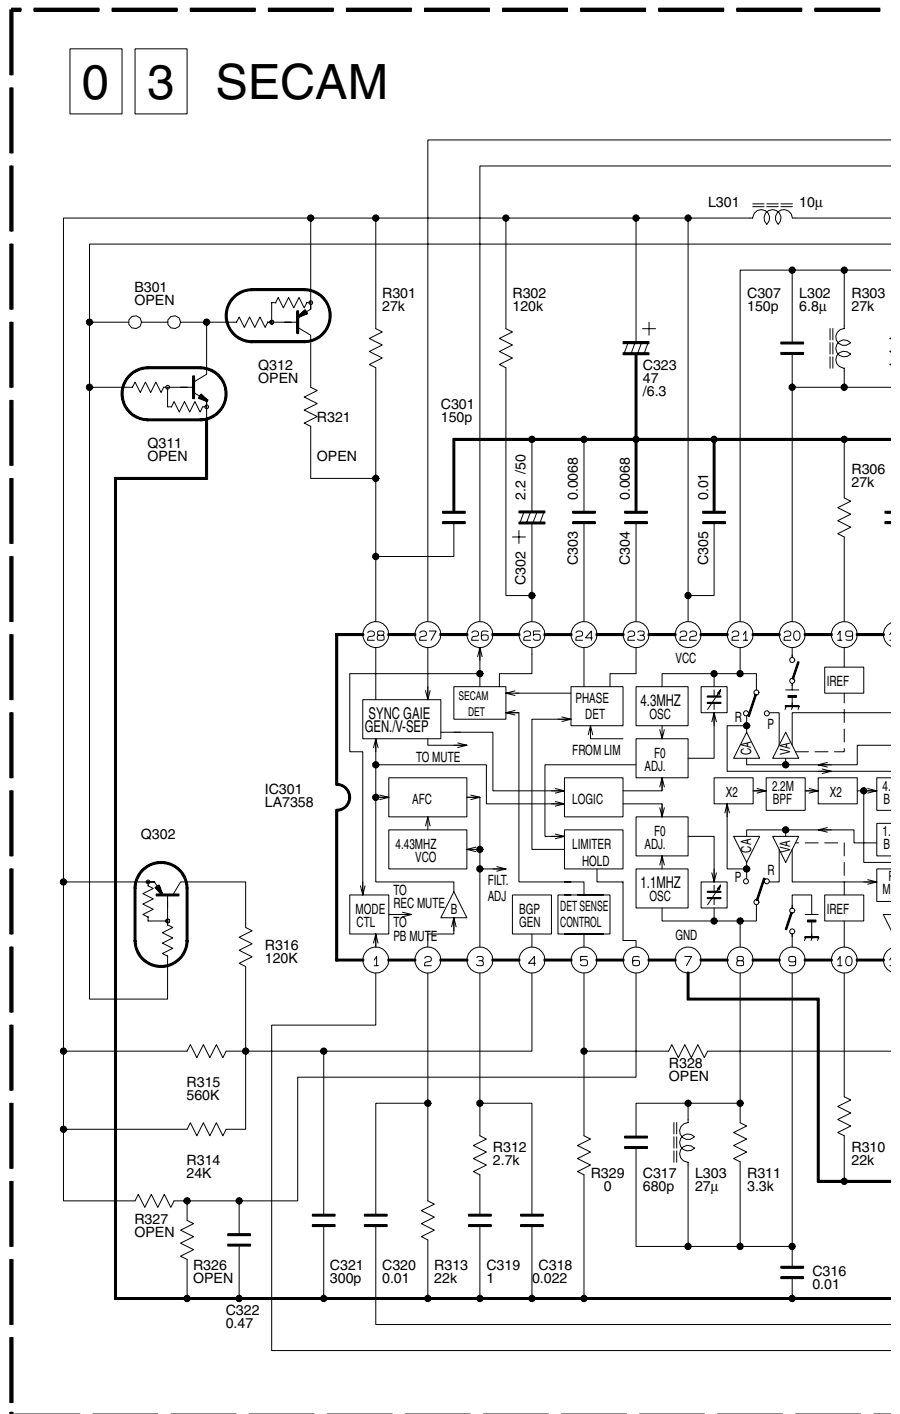 0 3 SECAM
L301 10µ
B301
OPEN
R301
27k
R302
120k
C307
150p
L302
6.8µ
R303
27k
Q312
OPEN
C323
47
/6.3
R321
OPEN
C301
150p
Q311
OPEN
2.2 /50
0.0068
0.0068
0.01
R306
27k
C302
C303
C304
C305
28 27 26 25 24 23 22 21 20 19
VCC
SECAM
DET
PHASE
DET
4.3MHZ
OSC
IREF
SYNC GAIE
GEN./V-SEP
R P
CA VA
TO MUTE
FROM LIM
F0
ADJ.
IC301
LA7358
AFC
LOGIC
X2
2.2M
BPF
X2
4.
B
4.43MHZ
VCO
LIMITER
HOLD
F0
ADJ.
CA VA
1.
B
Q302
FILT.
ADJ
P R
TO
REC MUTE
TO
PB MUTE
MODE
CTL
B
BGP
GEN
DET SENSE
CONTROL
1.1MHZ
OSC
IREF
GND
1 2 3 4 5 6 7 8 9 10
R316
120K
R315
560K
R328
OPEN
R314
24K
R312
2.7k
R329
0
C317
680p
L303
27µ
R311
3.3k
R310
22k
R327
OPEN
R326
OPEN
C322
0.47
C321
300p
C320
0.01
R313
22k
C319
1
C318
0.022
C316
0.01